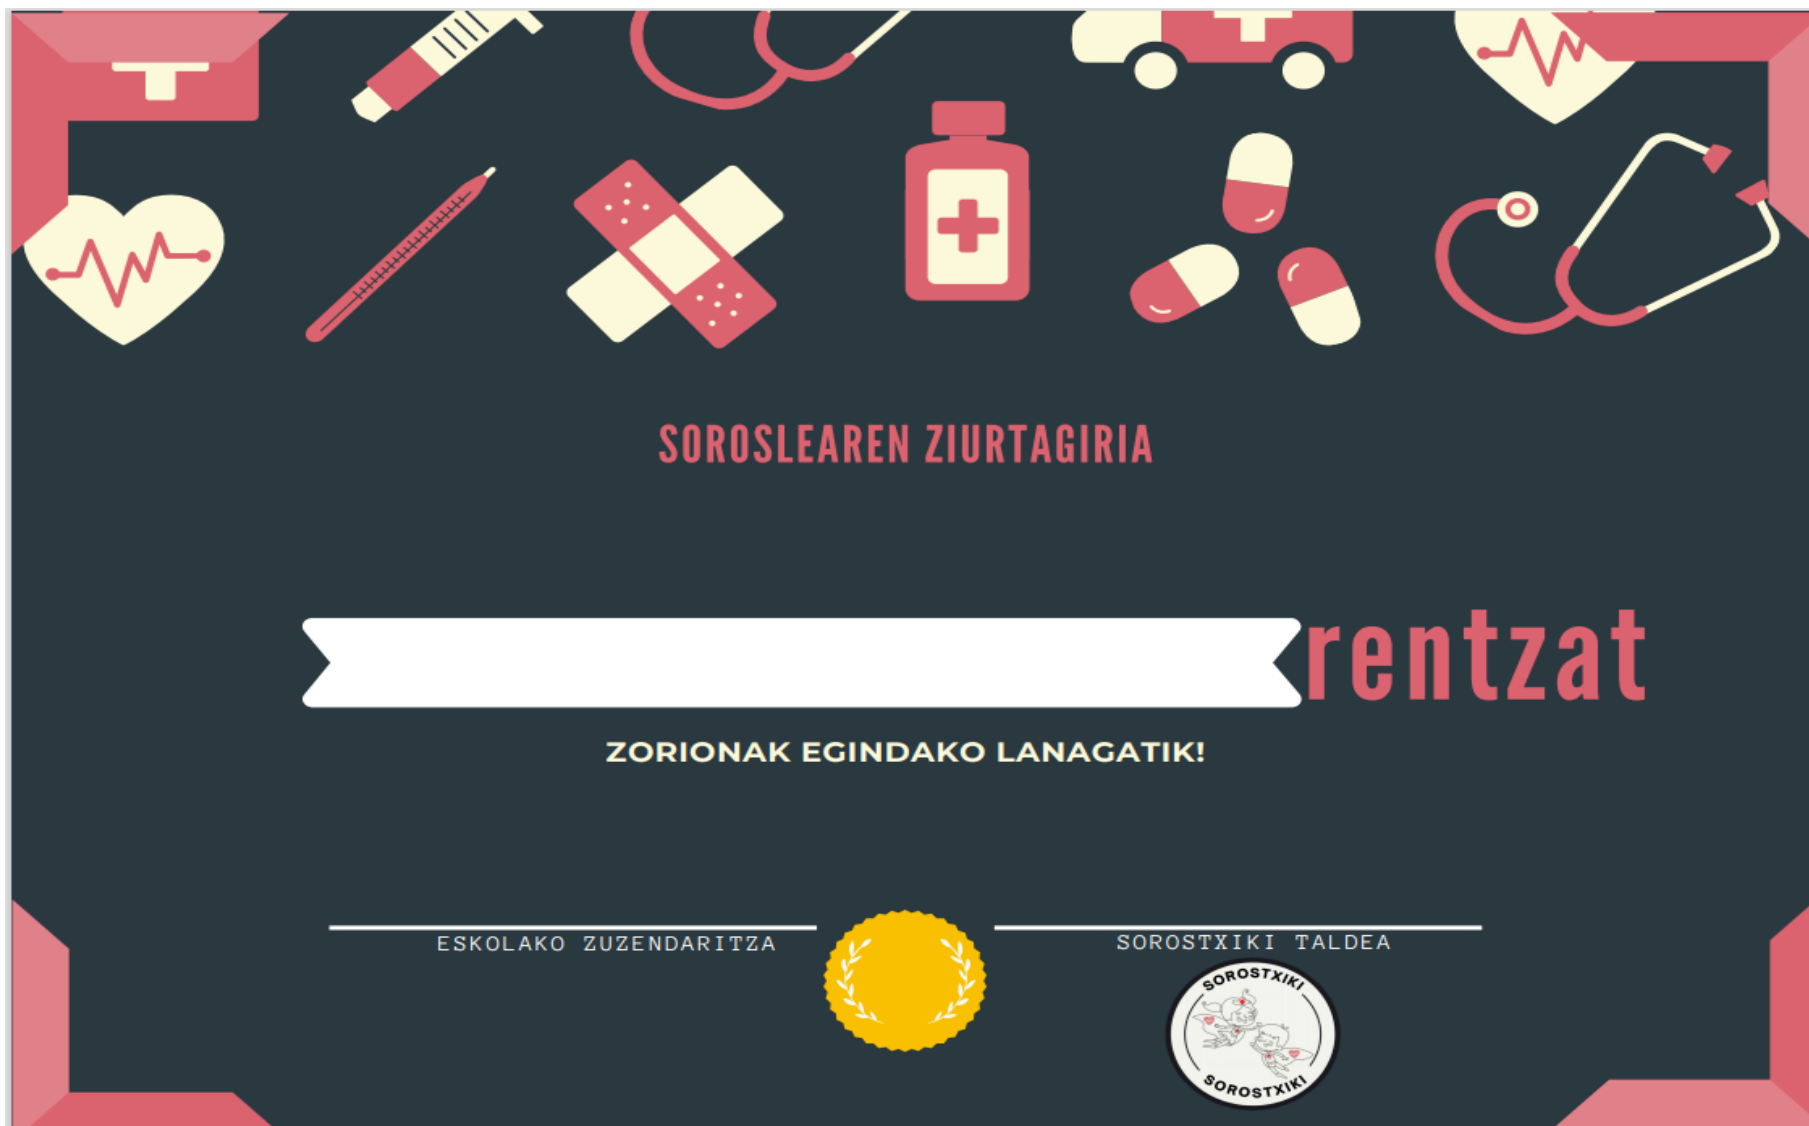 SOROSLEAREN ZIURTAGIRIA
rentzat
ZORIONAK EGINDAKO LANAGATIK!
ESKOLAKO ZUZENDARITZA
SOROSTXIKI TALDEA
SOROSTXIKI
SOROSTXIKI